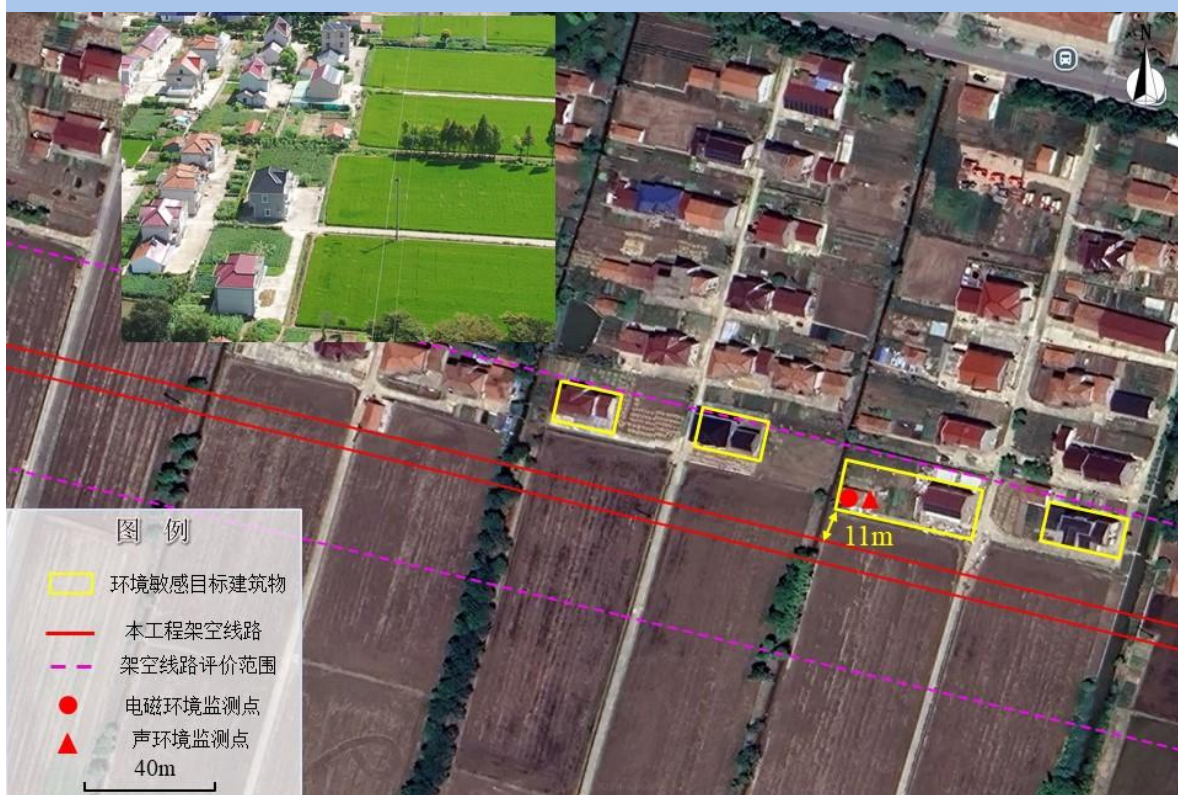 N
11m
图 例
环境敏感目标建筑物
本工程架空线路
架空线路评价范围
电磁环境监测点
声环境监测点
40m